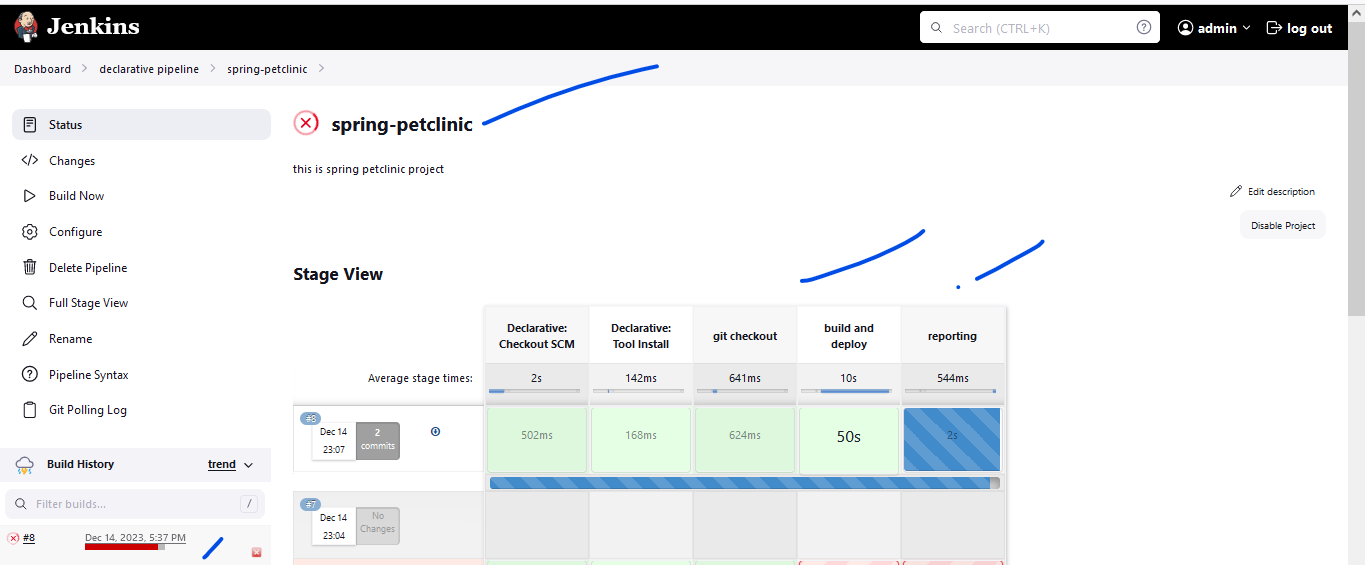 Jenkins
Search (CTRL+K)
?
admin
log out
Dashboard
declarative pipeline
spring-petclinic
Status
Changes
Build Now
Configure
Delete Pipeline
Full Stage View
Rename
Pipeline Syntax
Git Polling Log
Build History
trend
Filter builds...
/
#8
Dec 14, 2023, 5:37 PM
spring-petclinic
this is spring petclinic project
Edit description
Disable Project
Stage View
Declarative:
Checkout SCM
Declarative:
Tool Install
git checkout
build and
deploy
reporting
Average stage times:
2s
142ms
641ms
10s
544ms
#8
Dec 14
23:07
2
commits
502ms
168ms
624ms
50s
2s
#7
Dec 14
23:04
No
Changes